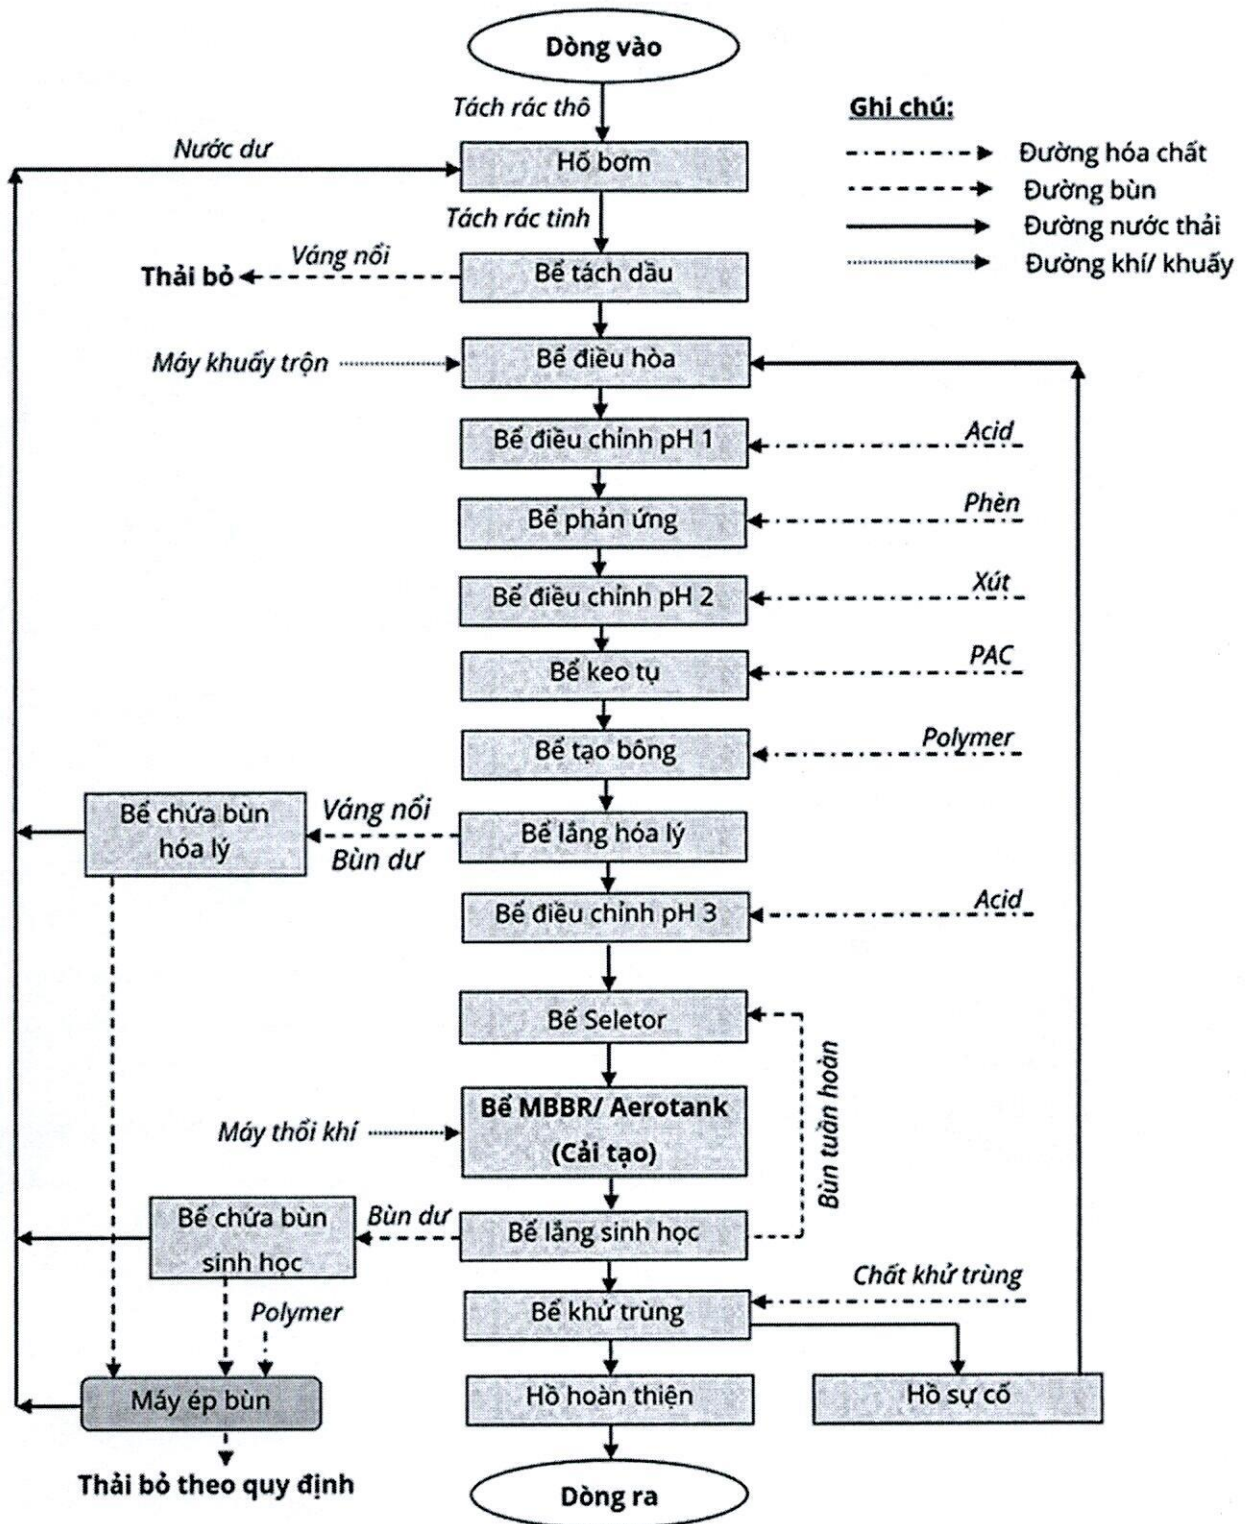 Dòng vào
Tách rác thô
Ghi chú:
Đường hóa chất
Đường bùn
Đường nước thải
Đường khí/ khuấy
Nước dư
Hố bơm
Tách rác tinh
Váng nổi
Thải bỏ
Bể tách dầu
Máy khuấy trộn
Bể điều hòa
Bể điều chỉnh pH 1
Acid
Bể phản ứng
Phèn
Bể điều chỉnh pH 2
Xút
Bể keo tụ
PAC
Bể tạo bông
Polymer
Bể chứa bùn
hóa lý
Váng nổi
Bùn dư
Bể lắng hóa lý
Bể điều chỉnh pH 3
Acid
Bể Seletor
Bùn tuần hoàn
Máy thổi khí
Bể MBBR/ Aerotank
(Cải tạo)
Bể chứa bùn
sinh học
Bùn dư
Bể lắng sinh học
Chất khử trùng
Bể khử trùng
Polymer
Máy ép bùn
Hồ hoàn thiện
Hồ sự cố
Thải bỏ theo quy định
Dòng ra